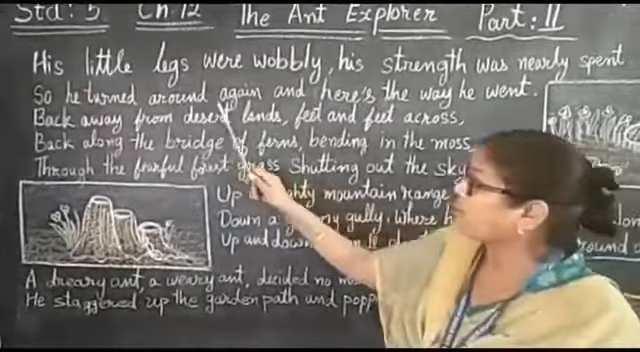 Std: 5 Ch. 12 The Ant Explorer Part: II
His little legs were wobbly, his strength was nearly spent
So he turned around again and here's the way he went.
Back away from desert lands, feet and feet across,
Back along the bridge of ferns, bending in the moss
Through the fearful forest grass shutting out the sky
Up mountain range
Down a gully, where
Up and down
A dreary ant, a weary ant, decided no
He staggered up the garden path and